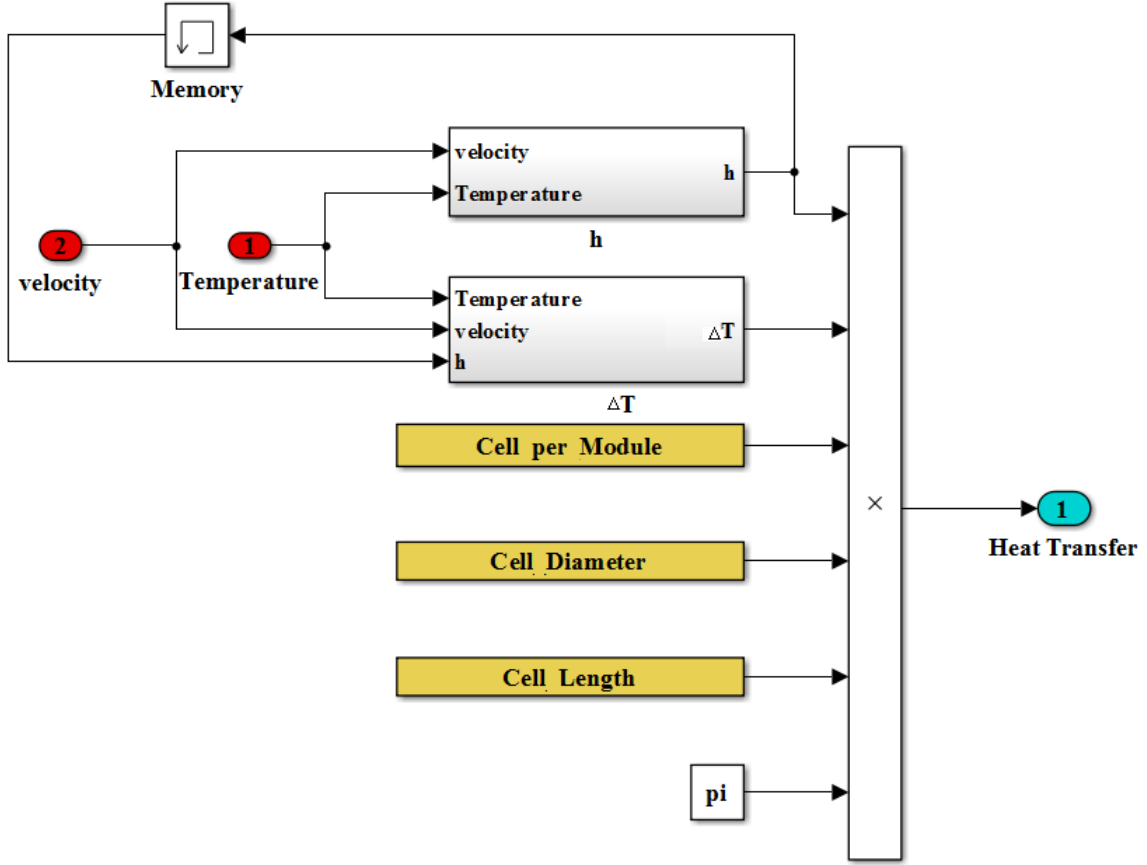 Memory
velocity
Temperature
h
h
2
velocity
1
Temperature
Temperature
velocity
h
ΔT
ΔT
Cell per Module
Cell Diameter
Cell Length
pi
×
1
Heat Transfer